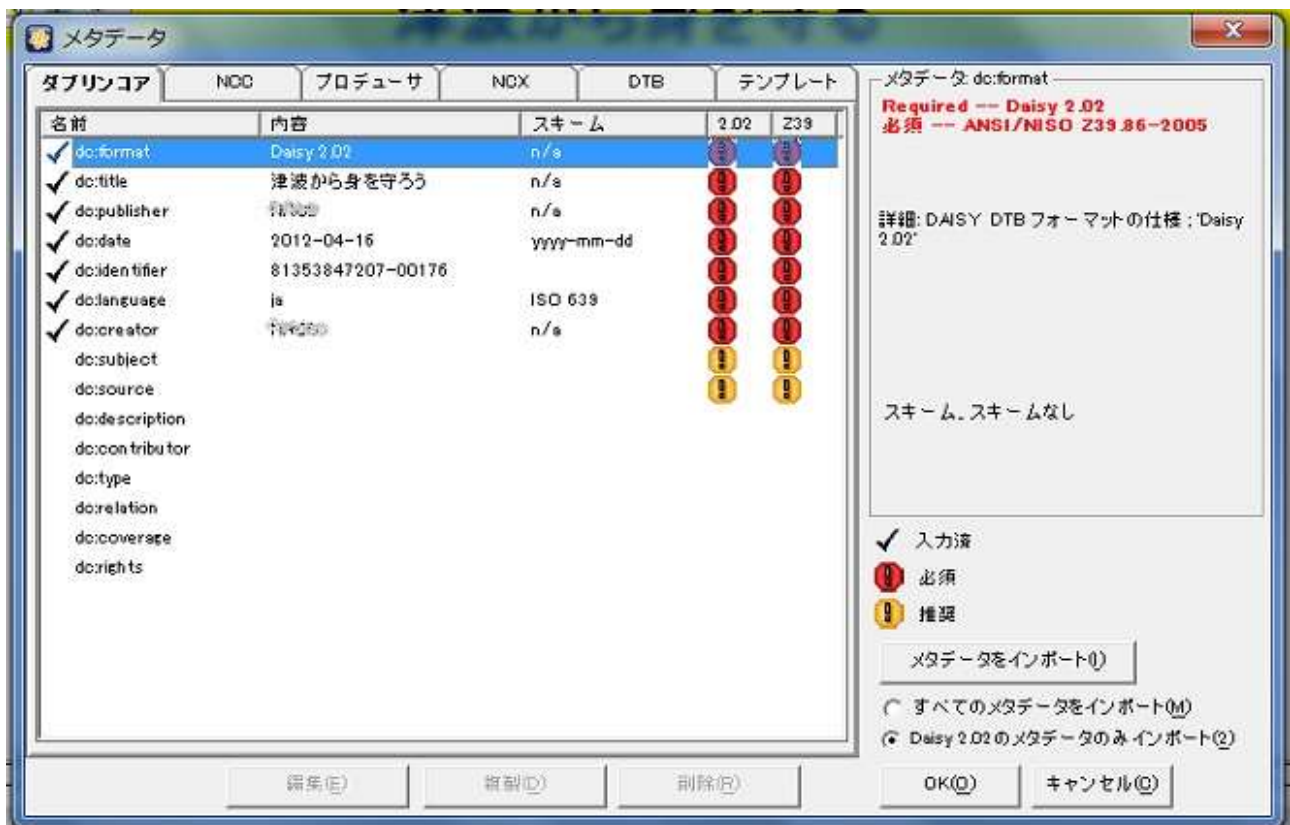 津波から身を守る
メタデータ
ダブリンコア NCC プロデューサ NCX DTB テンプレート
名前 内容 スキーム 2.02 Z39
dc:format Daisy 2.02 n/a
dc:title 津波から身を守ろう n/a
dc:publisher n/a
dc:date 2012-04-16 yyyy-mm-dd
dc:identifier 81353847207-00176
dc:language ja ISO 639
dc:creator n/a
dc:subject
dc:source
dc:description
dc:contributor
dc:type
dc:relation
dc:coverage
dc:rights
編集(E) 複製(D) 削除(R)
メタデータ: dc:format
Required -- Daisy 2.02
必須 -- ANSI/NISO Z39.86-2005
詳細: DAISY DTB フォーマットの仕様 ; 'Daisy
2.02'
スキーム. スキームなし
入力済
必須
推奨
メタデータをインポート(I)
すべてのメタデータをインポート(M)
Daisy 2.02 のメタデータのみ インポート(2)
OK(O) キャンセル(C)